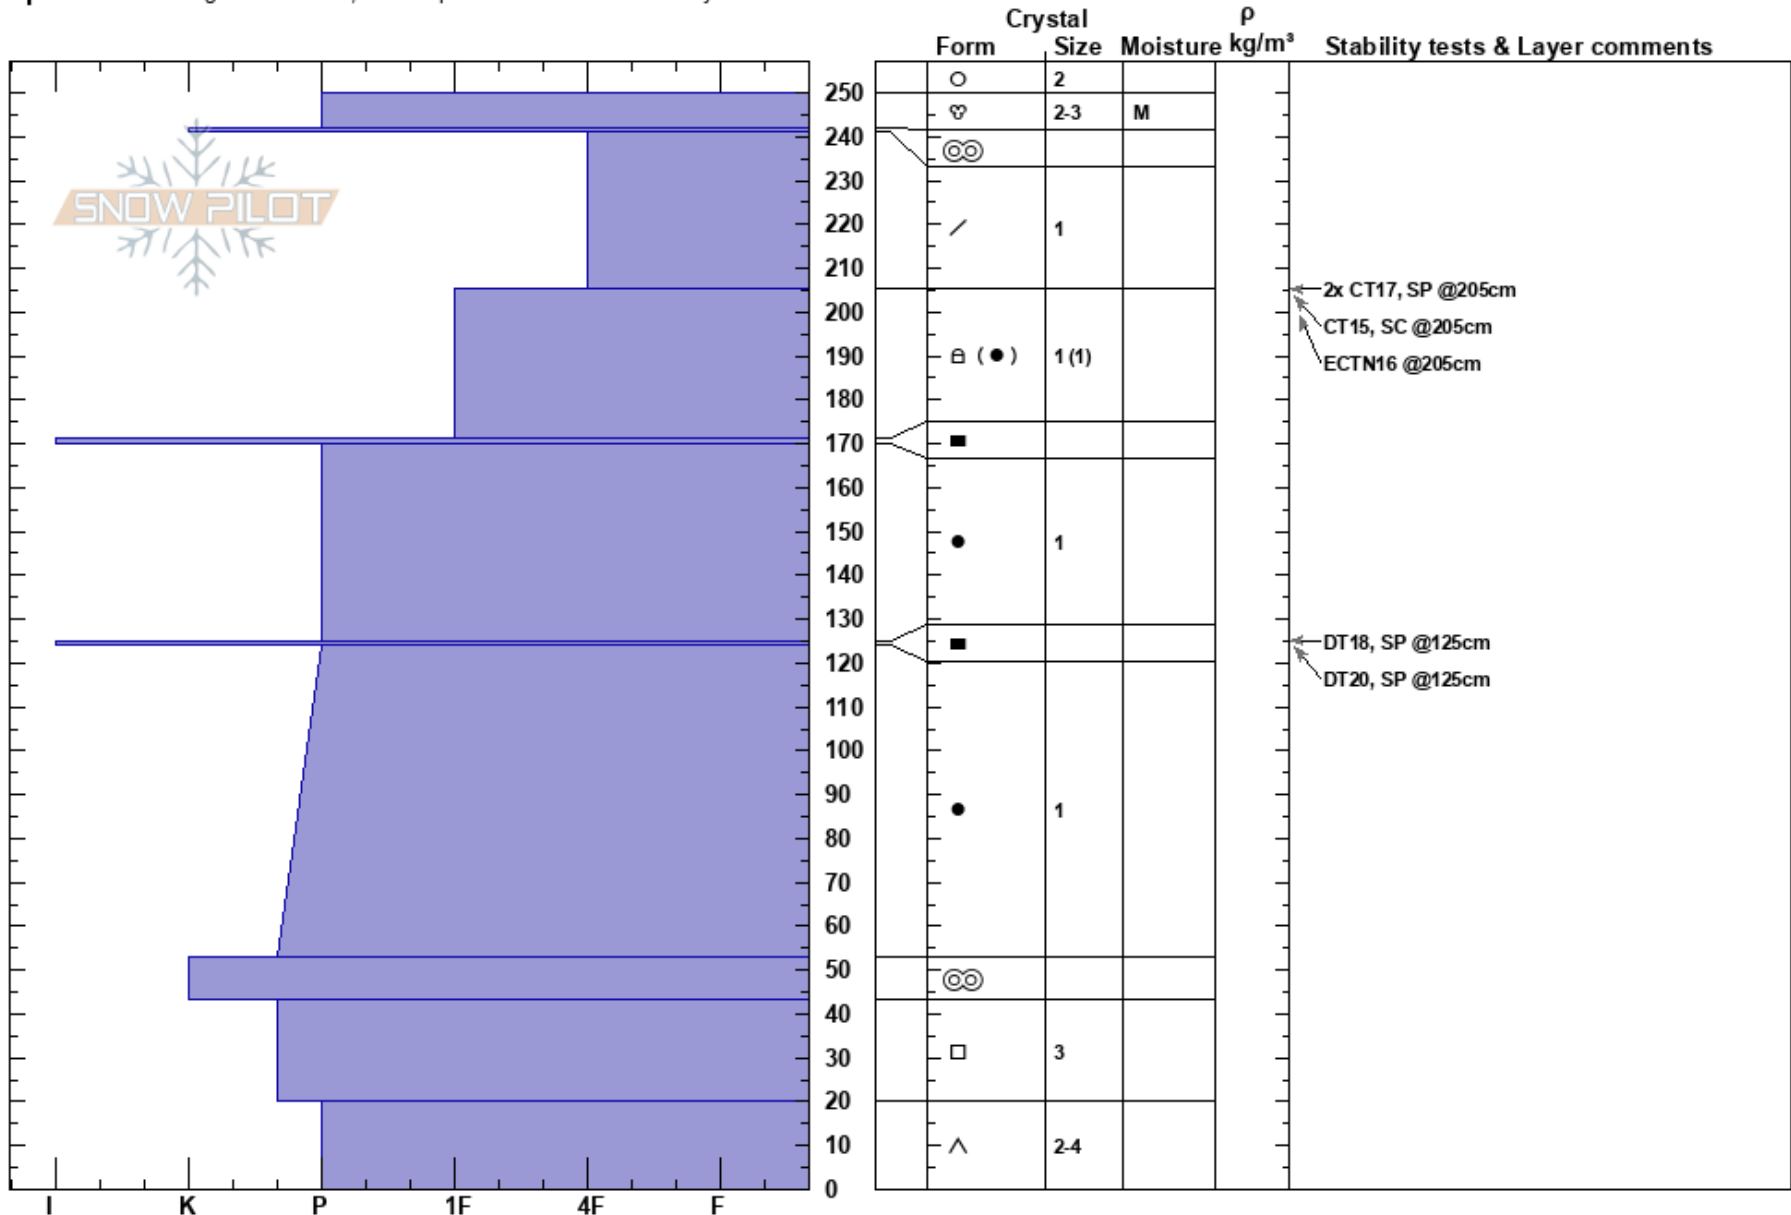 Crystal ρ
Form Size Moisture kg/m³ Stability tests & Layer comments
2
250
2-3 M
240
230
SNOW PILOT
220 1
210
2x CT17, SP @205cm
200
CT15, SC @205cm
190 ( ) 1 (1)
ECTN16 @205cm
180
170
160
150
1
140
130
DT18, SP @125cm
120
DT20, SP @125cm
110
100
90
1
80
70
60
50
40
30 3
20
10 2-4
0
I K P 1F 4F F